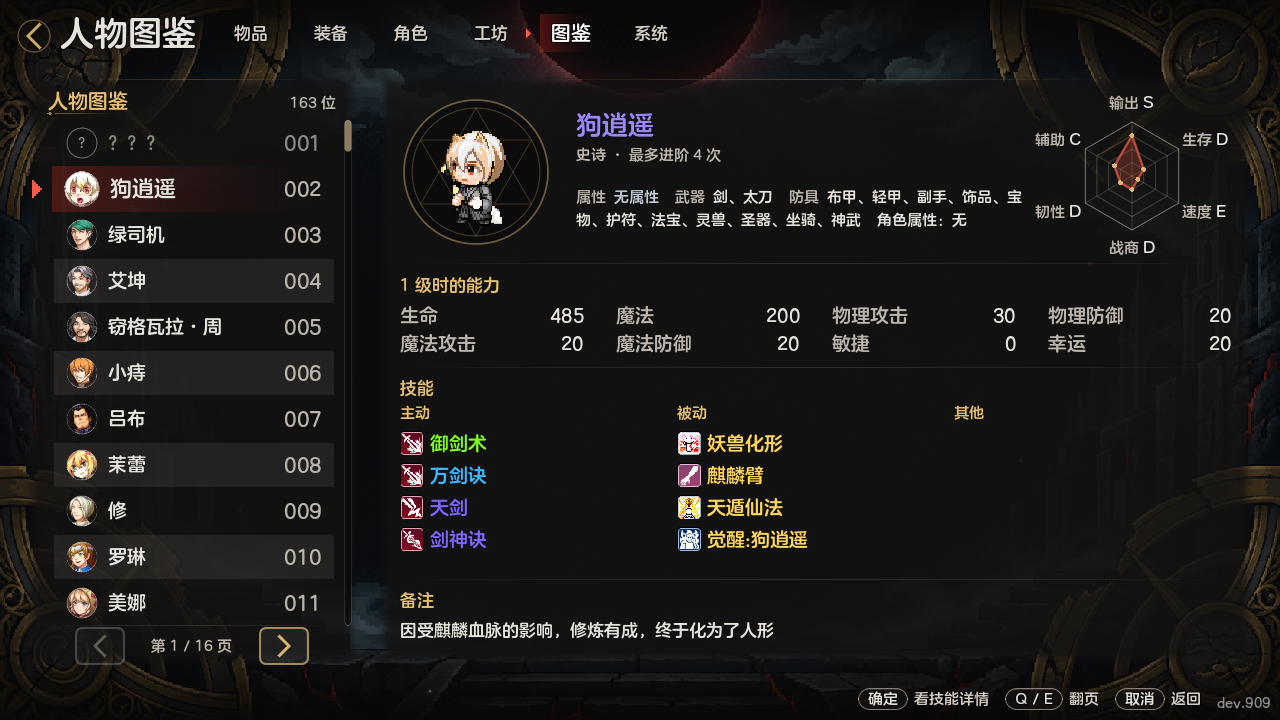 人物图鉴 物品 装备 角色 工坊 图鉴 系统
人物图鉴 163 位
? ? ? ? 001
狗逍遥 002
绿司机 003
艾坤 004
窃格瓦拉·周 005
小痔 006
吕布 007
茉蕾 008
修 009
罗琳 010
美娜 011
第 1 / 16 页
狗逍遥
史诗 · 最多进阶 4 次
属性 无属性 武器 剑、太刀 防具 布甲、轻甲、副手、饰品、宝
物、护符、法宝、灵兽、圣器、坐骑、神武 角色属性：无
输出 S
辅助 C
生存 D
韧性 D
速度 E
战商 D
1 级时的能力
生命 485 魔法 200 物理攻击 30 物理防御 20
魔法攻击 20 魔法防御 20 敏捷 0 幸运 20
技能
主动 被动 其他
御剑术 妖兽化形
万剑诀 麒麟臂
天剑 天遁仙法
剑神诀 觉醒:狗逍遥
备注
因受麒麟血脉的影响，修炼有成，终于化为了人形
确定 看技能详情 Q / E 翻页 取消 返回 dev.909